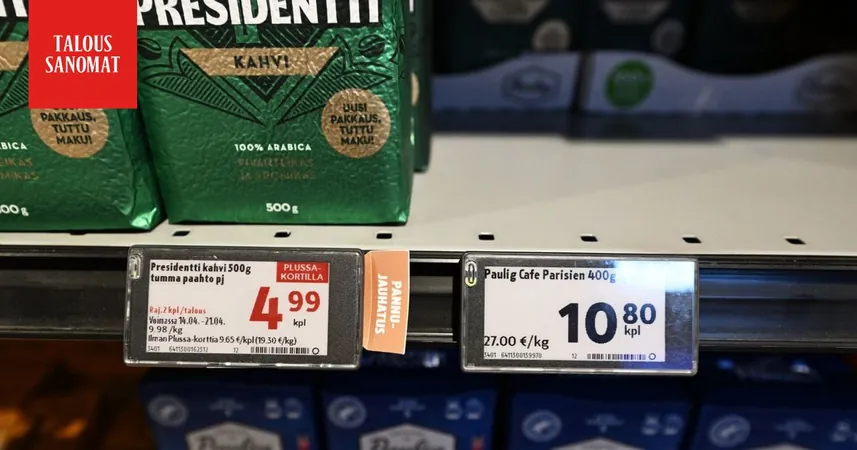 TALOUS
SANOMAT
PRESIDENTTI
KAHVI
UUSI
PAKKAUS,
TUTTU
MAKU!
UUSI
PAKKAUS,
TUTTU
MAKU!
100% ARABICA
500g
Presidentti kahvi 500g
tumma paahto pj
PLUSSA-
KORTILLA
4 99
kpl
Raj. 2 kpl/talous
Voimassa 14.04.-21.04.
9.98 /kg
Ilman Plussa-korttia 9.65 €/kpl (19.30 €/kg)
PANNU-
JAUHATUS
Paulig Cafe Parisien 400g
10 80
kpl
27.00 €/kg